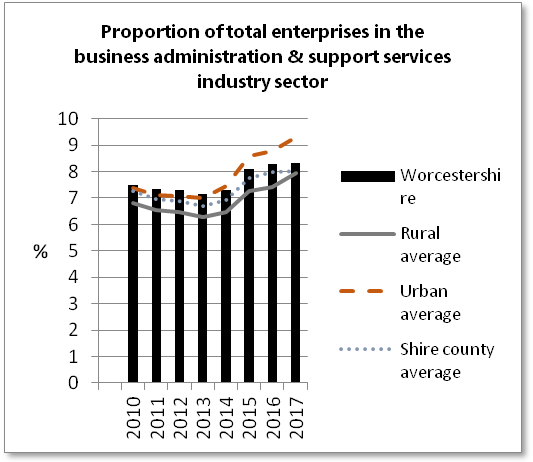 Proportion of total enterprises in the
business administration & support services
industry sector
10
9
8
7
6
5
4
3
2
1
0
%
2010
2011
2012
2013
2014
2015
2016
2017
Worcestershi
re
Rural
average
Urban
average
Shire county
average